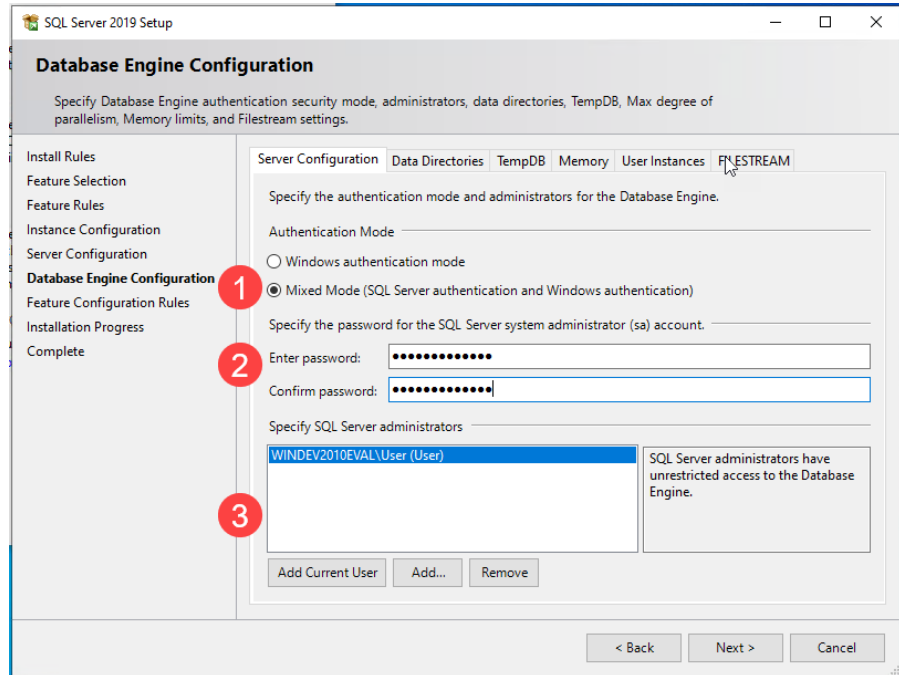 SQL Server 2019 Setup
Database Engine Configuration
Specify Database Engine authentication security mode, administrators, data directories, TempDB, Max degree of
parallelism, Memory limits, and Filestream settings.
Install Rules
Feature Selection
Feature Rules
Instance Configuration
Server Configuration
Database Engine Configuration
Feature Configuration Rules
Installation Progress
Complete
Server Configuration Data Directories TempDB Memory User Instances FILESTREAM
Specify the authentication mode and administrators for the Database Engine.
Authentication Mode
Windows authentication mode
1
Mixed Mode (SQL Server authentication and Windows authentication)
Specify the password for the SQL Server system administrator (sa) account.
2
Enter password: ●●●●●●●●●●●●●
Confirm password: ●●●●●●●●●●●●●
Specify SQL Server administrators
WINDEV2010EVAL\User (User)
SQL Server administrators have
unrestricted access to the Database
Engine.
3
Add Current User Add... Remove
< Back Next > Cancel